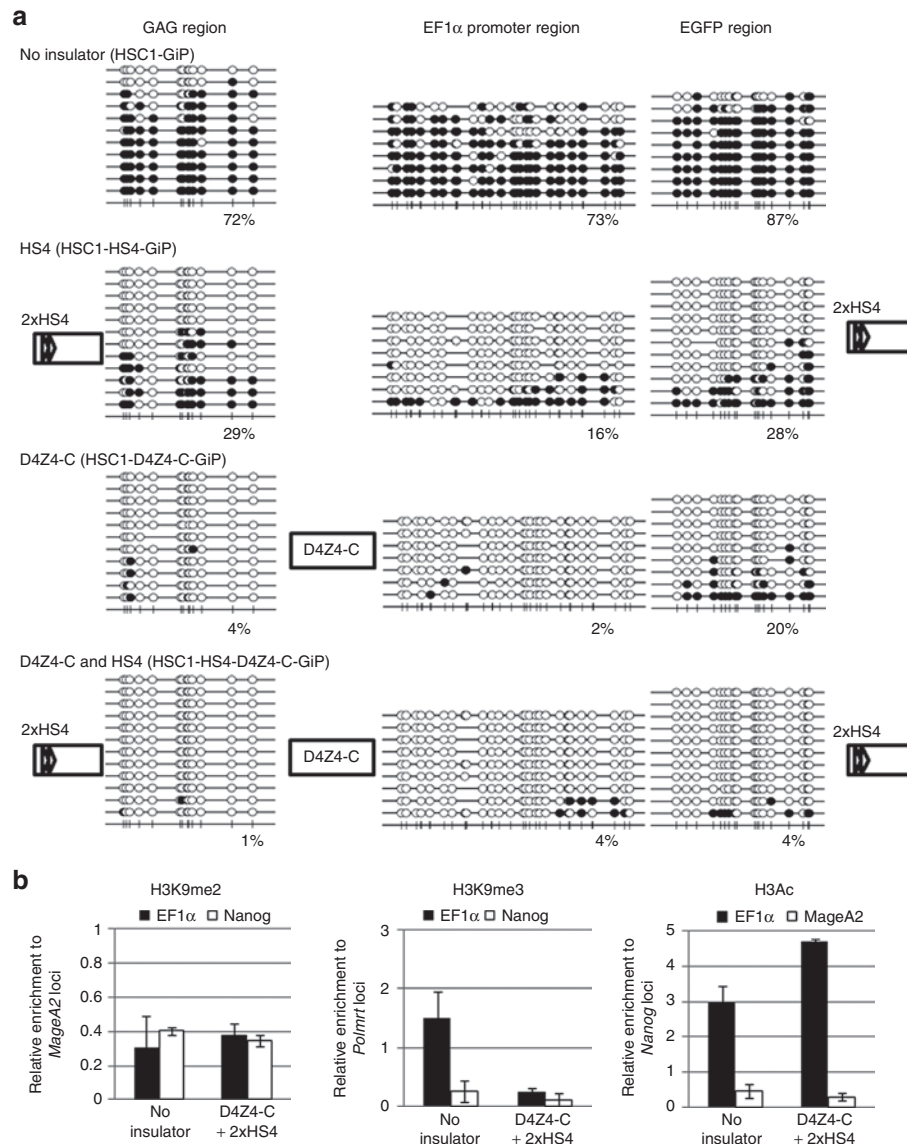 a
GAG region EF1α promoter region EGFP region
No insulator (HSC1-GiP)
72% 73% 87%
HS4 (HSC1-HS4-GiP)
2xHS4 2xHS4
29% 16% 28%
D4Z4-C (HSC1-D4Z4-C-GiP)
D4Z4-C
4% 2% 20%
D4Z4-C and HS4 (HSC1-HS4-D4Z4-C-GiP)
2xHS4 D4Z4-C 2xHS4
1% 4% 4%
b
H3K9me2
EF1α Nanog
Relative enrichment to
MageA2 loci
1
0.8
0.6
0.4
0.2
0
No
insulator
D4Z4-C
+ 2xHS4
H3K9me3
EF1α Nanog
Relative enrichment to
Polmrt loci
3
2
1
0
No
insulator
D4Z4-C
+ 2xHS4
H3Ac
EF1α MageA2
Relative enrichment to
Nanog loci
5
4
3
2
1
0
No
insulator
D4Z4-C
+ 2xHS4